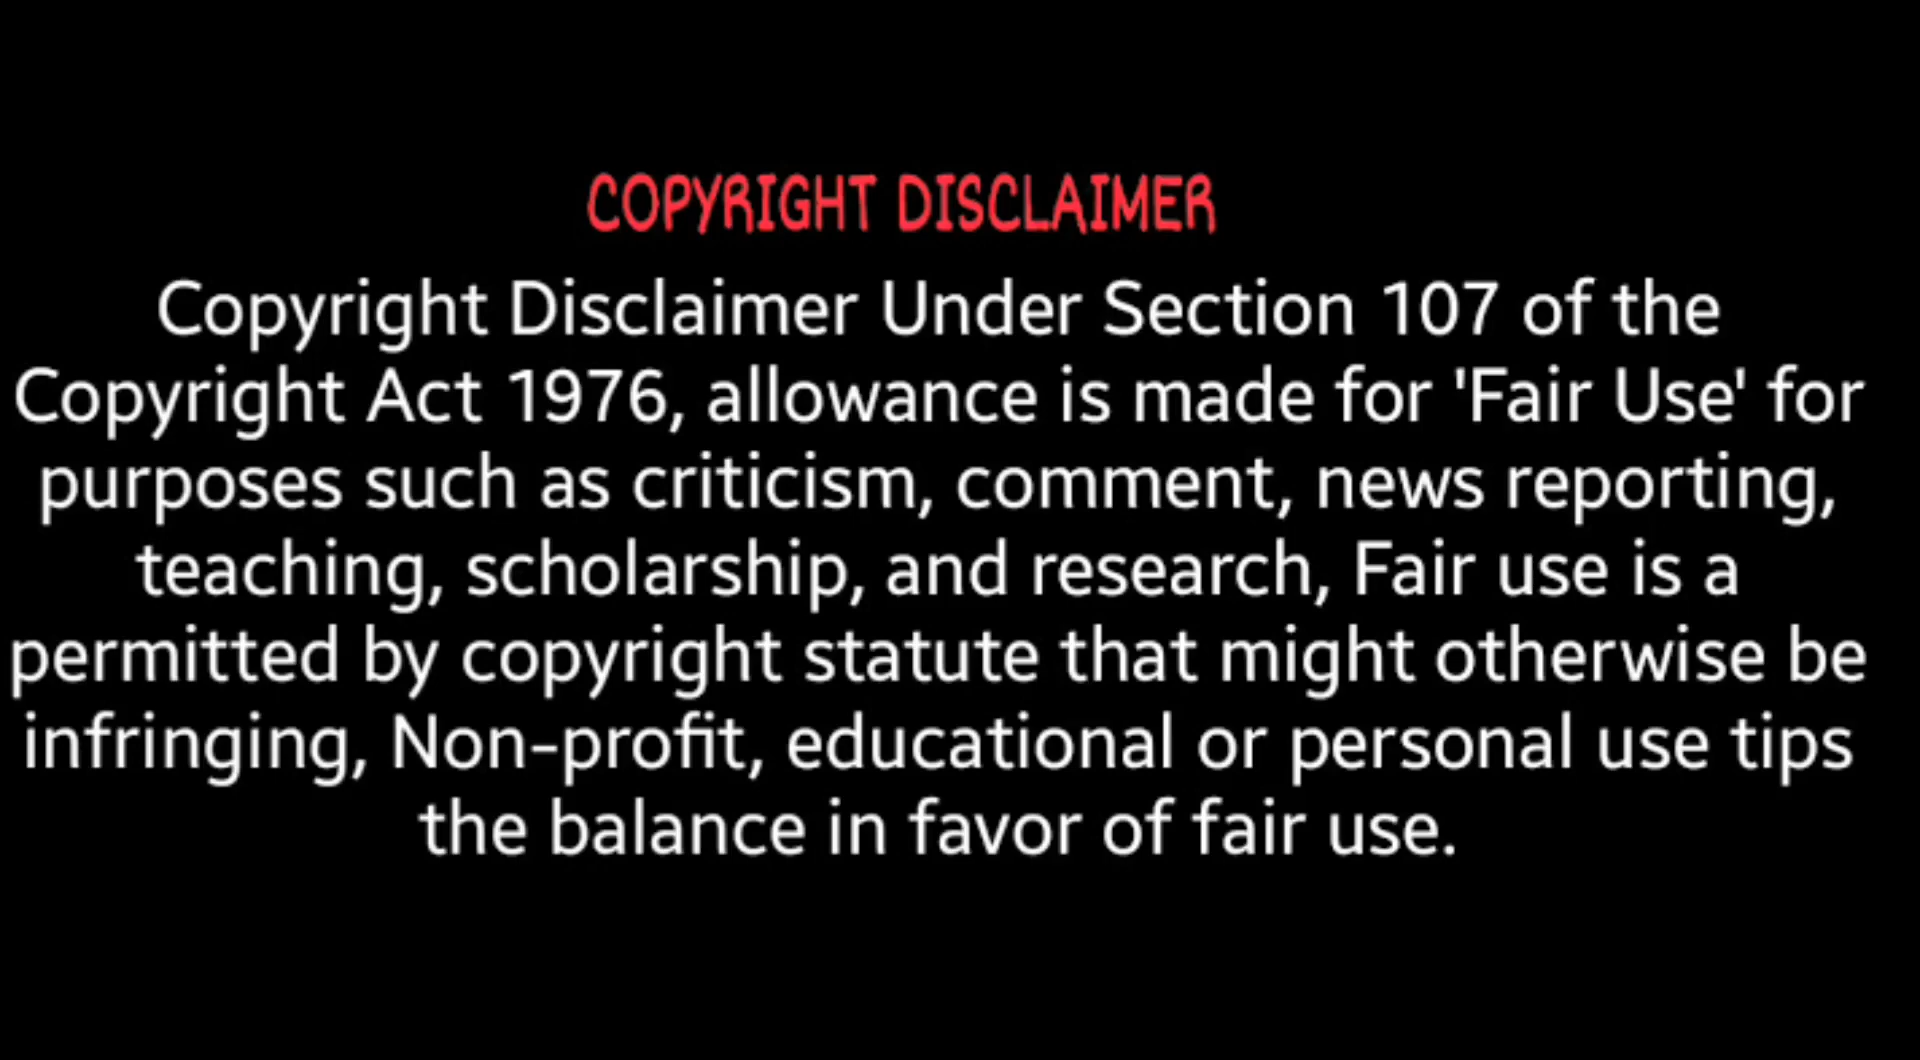 COPYRIGHT DISCLAIMER
Copyright Disclaimer Under Section 107 of the
Copyright Act 1976, allowance is made for 'Fair Use' for
purposes such as criticism, comment, news reporting,
teaching, scholarship, and research, Fair use is a
permitted by copyright statute that might otherwise be
infringing, Non-profit, educational or personal use tips
the balance in favor of fair use.